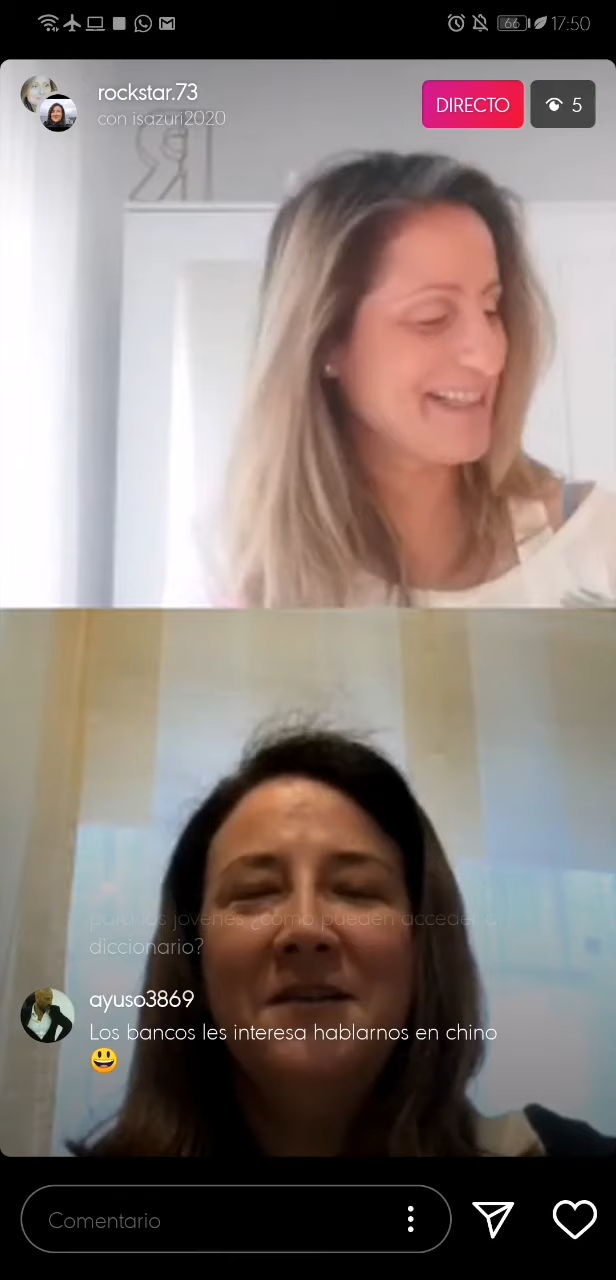 66 17:50
rockstar.73
con isazuri2020
DIRECTO
5
para los jóvenes ¿cómo pueden acceder
diccionario?
ayuso3869
Los bancos les interesa hablarnos en chino
😃
Comentario